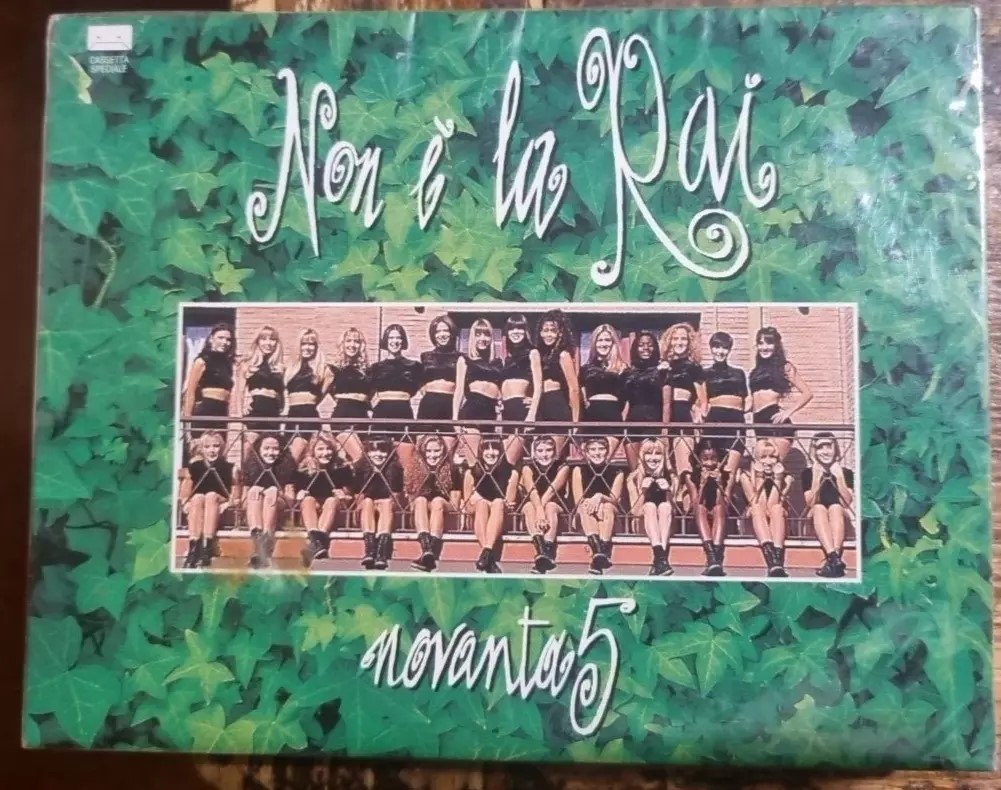 CASSETTA
SPECIALE
Non è la Rai
novanta5